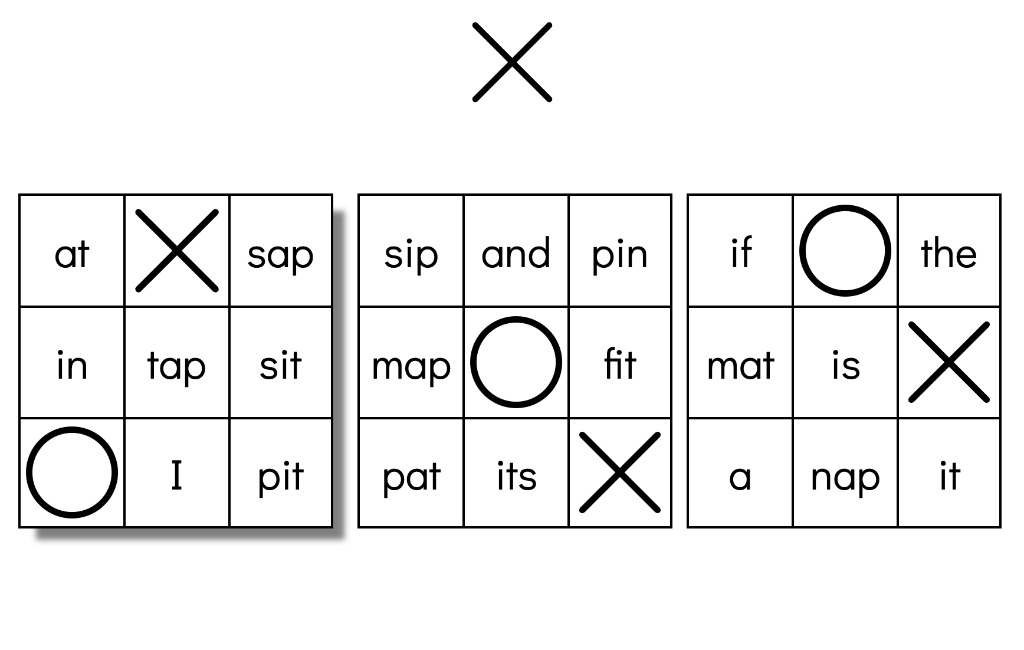 at sap
in tap sit
I pit
sip and pin
map fit
pat its
if the
mat is
a nap it